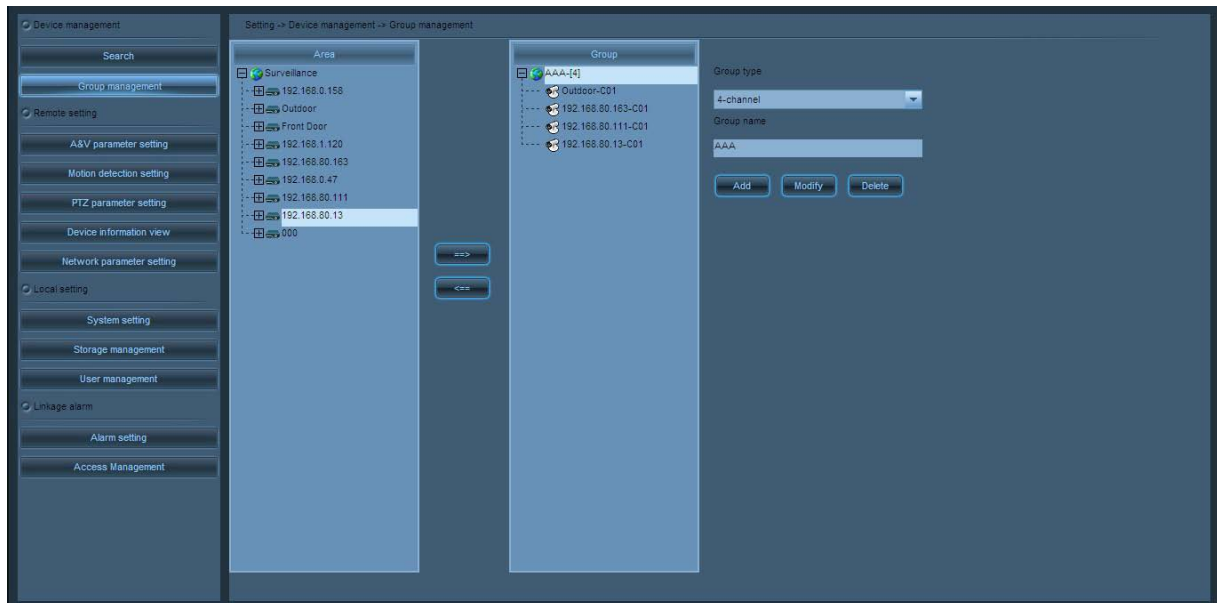 Device management
Search
Group management
Remote setting
A&V parameter setting
Motion detection setting
PTZ parameter setting
Device information view
Network parameter setting
Local setting
System setting
Storage management
User management
Linkage alarm
Alarm setting
Access Management
Setting -> Device management -> Group management
Area
Surveillance
192.168.0.158
Outdoor
Front Door
192.168.1.120
192.168.80.163
192.168.0.47
192.168.80.111
192.168.80.13
000
==>
<==
Group
AAA-[4]
Outdoor-C01
192.168.80.163-C01
192.168.80.111-C01
192.168.80.13-C01
Group type
4-channel
Group name
AAA
Add Modify Delete